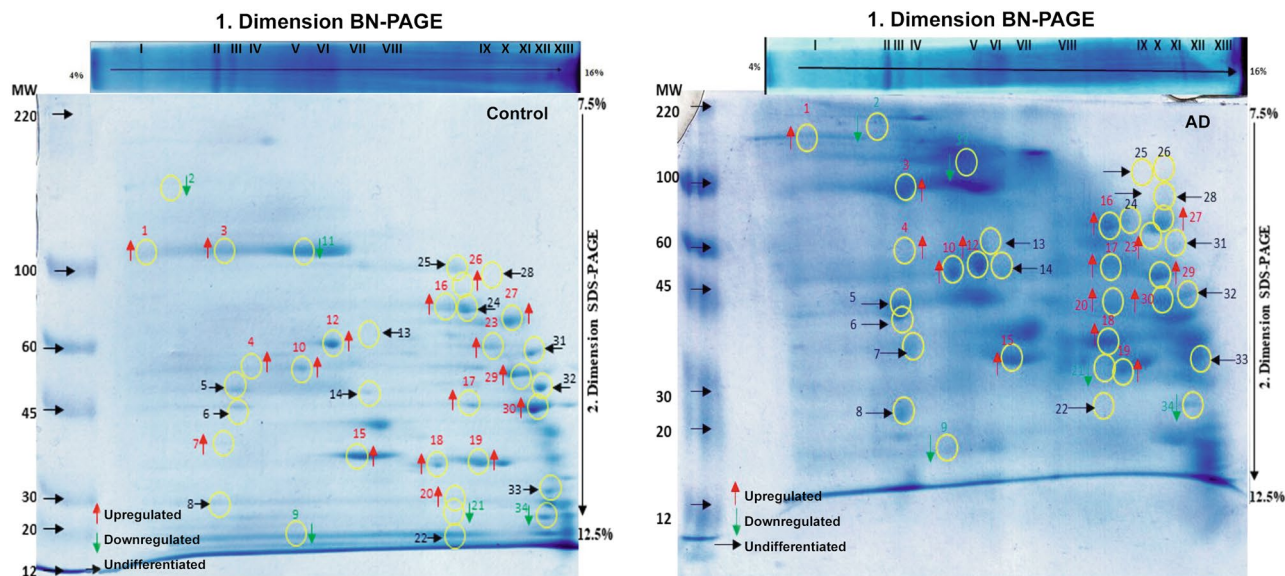 1. Dimension BN-PAGE
I II III IV V VI VII VIII IX X XI XII XIII
4% 16%
MW
7.5%
220
Control
2
1 3 11
100
25 26 28
16 24 27
12 13 23
60
4 10 31
5 29 32
14 17
6 30
45
7 15 18 19
33
30
8 20 21 34
9
20
22
12.5%
12
Upregulated
Downregulated
Undifferentiated
2. Dimension SDS-PAGE
1. Dimension BN-PAGE
I II III IV V VI VII VIII IX X XI XII XIII
4% 16%
MW
7.5%
220
AD
1 2
25 26
100
3 28
16 24 27
60
4 10 12 13 23 31
17
14 29
45
5 20 30 32
6 18
7 15 19 33
21
30
8 22 34
20
9
12
12.5%
Upregulated
Downregulated
Undifferentiated
2. Dimension SDS-PAGE